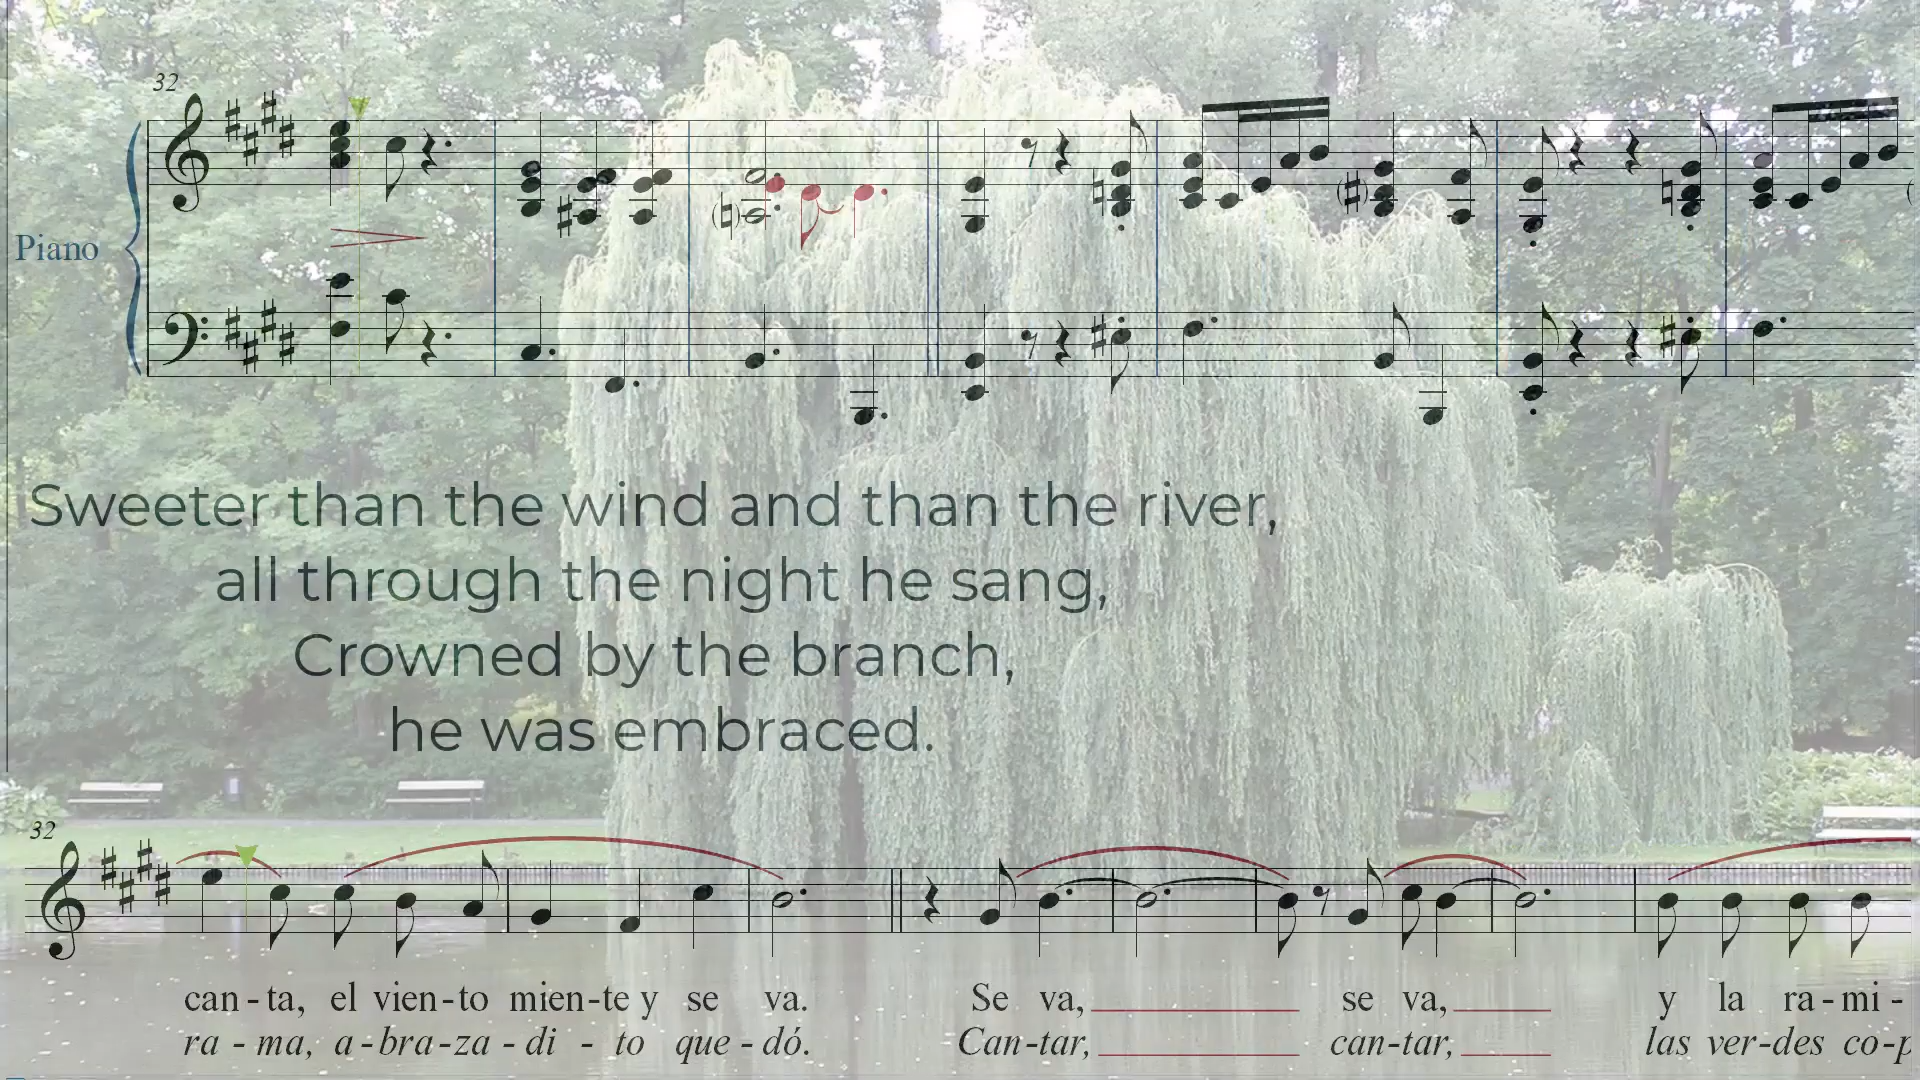 32
Piano
Sweeter than the wind and than the river,
all through the night he sang,
Crowned by the branch,
he was embraced.
32
can - ta, el vien - to mien - te y se va. Se va, se va, y la ra - mi -
ra - ma, a - bra - za - di - to que - dó. Can - tar, can - tar, las ver - des co - p